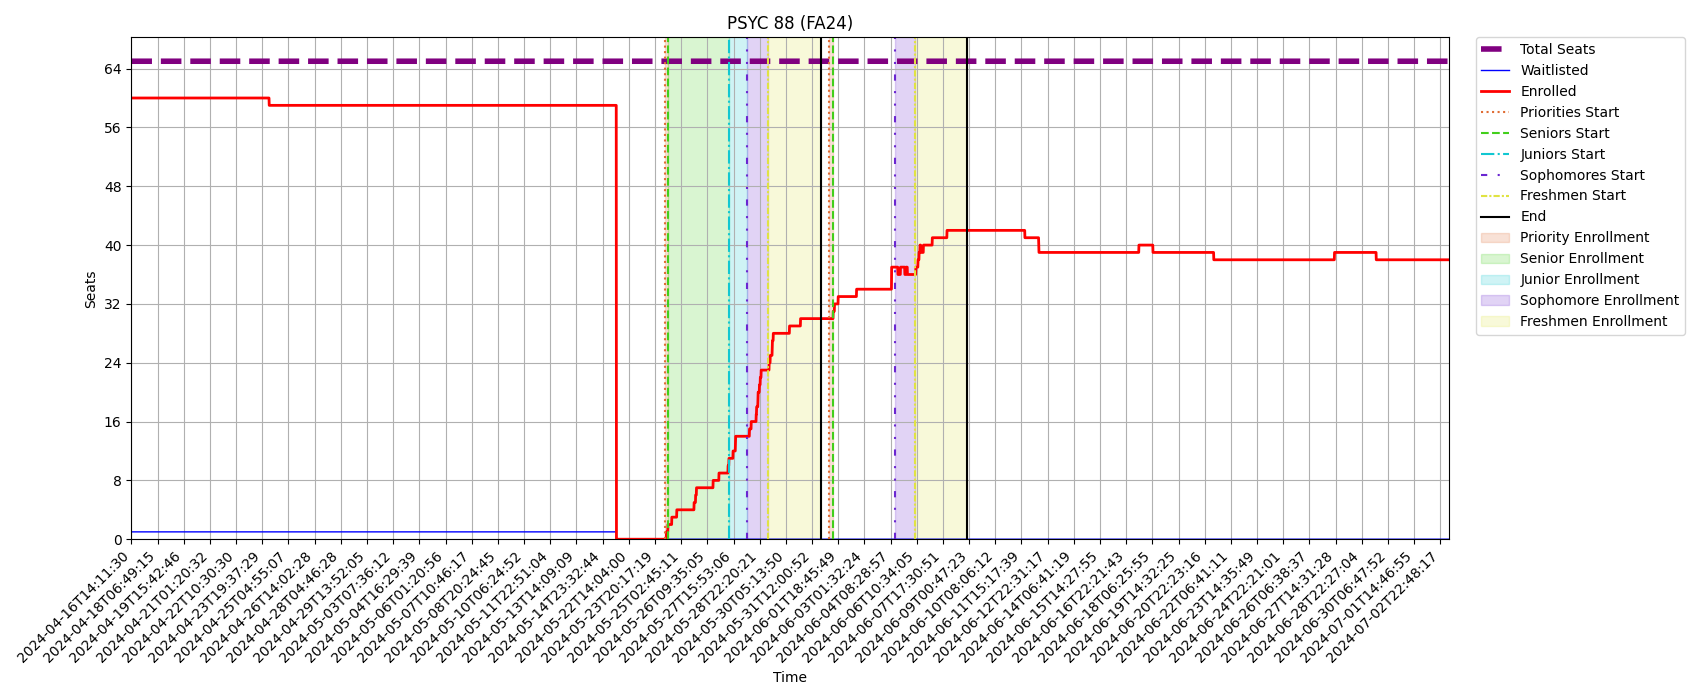 PSYC 88 (FA24)
Seats
64
56
48
40
32
24
16
8
0
2024-04-16T14:11:30
2024-04-18T06:49:15
2024-04-19T15:42:46
2024-04-21T01:20:32
2024-04-22T10:30:30
2024-04-23T19:37:29
2024-04-25T04:55:07
2024-04-26T14:02:28
2024-04-28T04:46:28
2024-04-29T13:52:05
2024-05-03T07:36:12
2024-05-04T16:29:39
2024-05-06T01:20:56
2024-05-07T10:46:17
2024-05-08T20:24:45
2024-05-10T06:24:52
2024-05-11T22:51:04
2024-05-13T14:09:09
2024-05-14T23:32:44
2024-05-22T14:04:00
2024-05-23T20:17:19
2024-05-25T02:45:11
2024-05-26T09:35:05
2024-05-27T15:53:06
2024-05-28T22:20:21
2024-05-30T05:13:50
2024-05-31T12:00:52
2024-06-01T18:45:49
2024-06-03T01:32:24
2024-06-04T08:28:57
2024-06-06T10:34:05
2024-06-07T17:30:51
2024-06-09T00:47:23
2024-06-10T08:06:12
2024-06-11T15:17:39
2024-06-12T22:31:17
2024-06-14T06:41:19
2024-06-15T14:27:55
2024-06-16T22:21:43
2024-06-18T06:25:55
2024-06-19T14:32:25
2024-06-20T22:23:16
2024-06-22T06:41:11
2024-06-23T14:35:49
2024-06-24T22:21:01
2024-06-26T06:38:37
2024-06-27T14:31:28
2024-06-28T22:27:04
2024-06-30T06:47:52
2024-07-01T14:46:55
2024-07-02T22:48:17
Time
Total Seats
Waitlisted
Enrolled
Priorities Start
Seniors Start
Juniors Start
Sophomores Start
Freshmen Start
End
Priority Enrollment
Senior Enrollment
Junior Enrollment
Sophomore Enrollment
Freshmen Enrollment